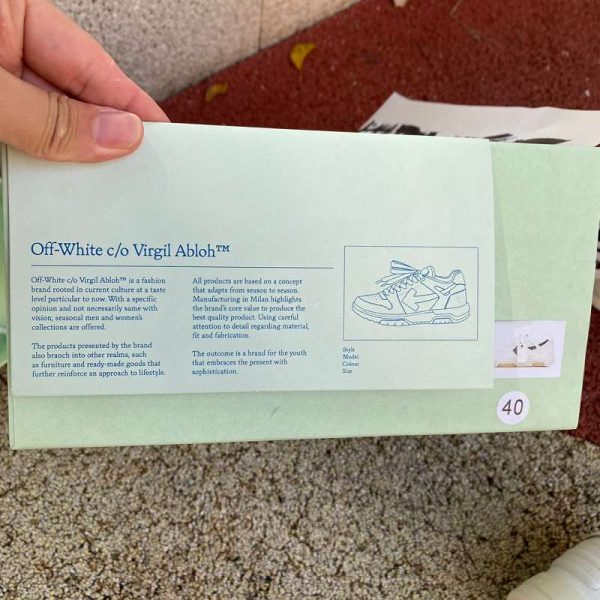 Off-White c/o Virgil Abloh™
Off-White c/o Virgil Abloh™ is a fashion
brand rooted in current culture at a taste
level particular to now. With a specific
opinion and not necessarily same with
vision; seasonal men and women's
collections are offered.
The products presented by the brand
also branch into other realms, such
as furniture and ready-made goods that
further reinforce an approach to lifestyle.
All products are based on a concept
that adapts from season to season.
Manufacturing in Milan highlights
the brand's core value to produce the
best quality product. Using careful
attention to detail regarding material,
fit and fabrication.
The outcome is a brand for the youth
that embraces the present with
sophistication.
Style
Model
Colour
Size
40